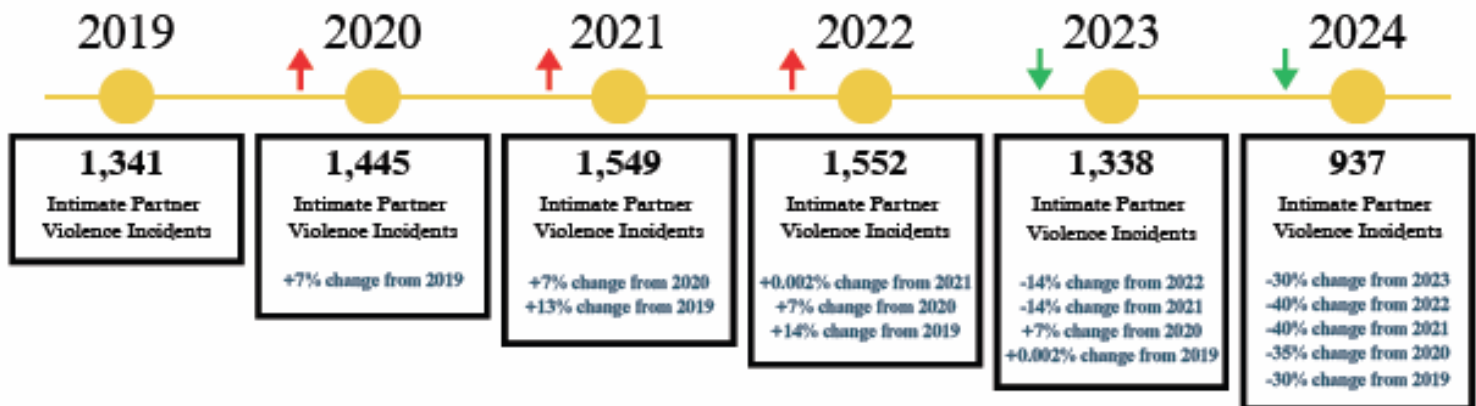 2019
2020
2021
2022
2023
2024
1,341
Intimate Partner
Violence Incidents
1,445
Intimate Partner
Violence Incidents
+7% change from 2019
1,549
Intimate Partner
Violence Incidents
+7% change from 2020
+13% change from 2019
1,552
Intimate Partner
Violence Incidents
+0.002% change from 2021
+7% change from 2020
+14% change from 2019
1,338
Intimate Partner
Violence Incidents
-14% change from 2022
-14% change from 2021
+7% change from 2020
+0.002% change from 2019
937
Intimate Partner
Violence Incidents
-30% change from 2023
-40% change from 2022
-40% change from 2021
-35% change from 2020
-30% change from 2019